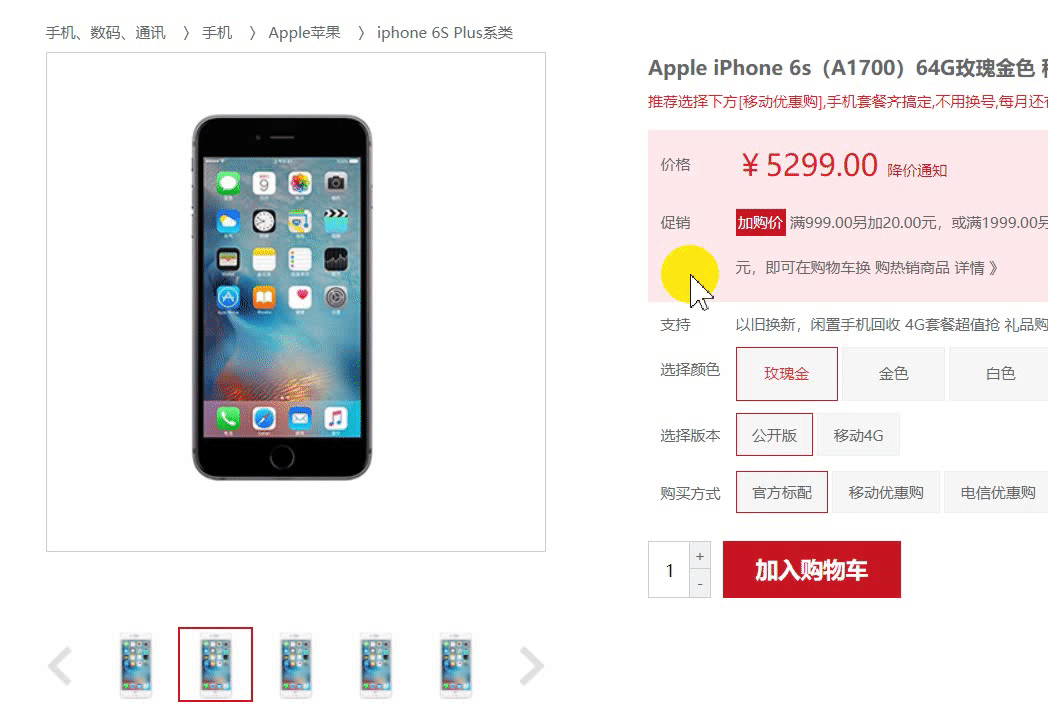 手机、数码、通讯 〉 手机 〉 Apple苹果 〉 iphone 6S Plus系类
Apple iPhone 6s（A1700）64G玫瑰金色
推荐选择下方[移动优惠购],手机套餐齐搞定,不用换号,每月还有
价格 ￥5299.00 降价通知
促销 加购价 满999.00另加20.00元，或满1999.00另
元，即可在购物车换 购热销商品 详情 》
支持 以旧换新，闲置手机回收 4G套餐超值抢 礼品购
选择颜色 玫瑰金 金色 白色
选择版本 公开版 移动4G
购买方式 官方标配 移动优惠购 电信优惠购
1 + - 加入购物车